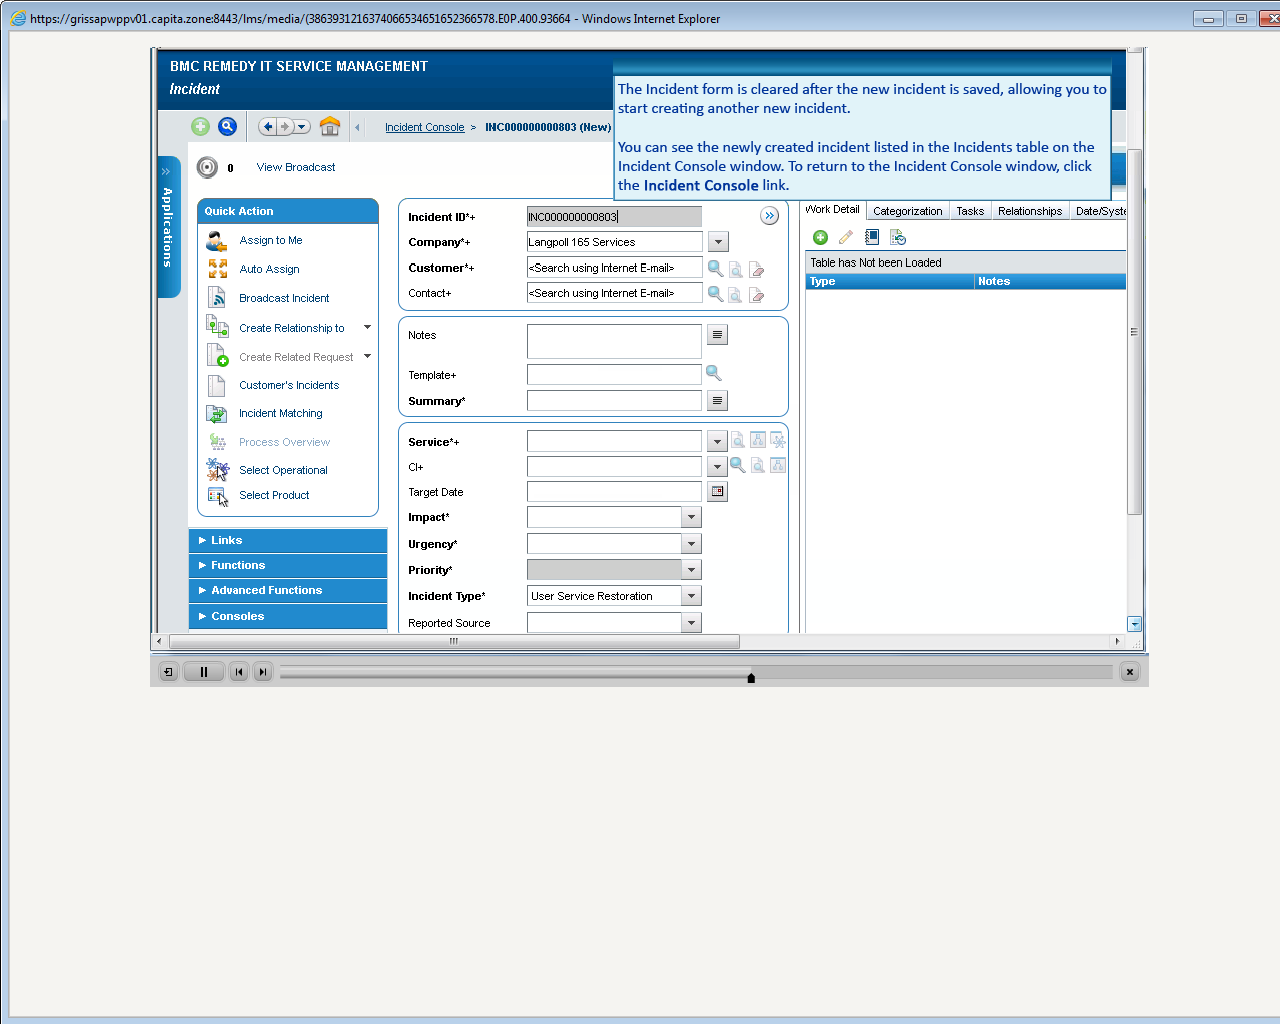 https://grissapwppv01.capita.zone:8443/lms/media/(3863931216374066534651652366578.E0P.400.93664 - Windows Internet Explorer
BMC REMEDY IT SERVICE MANAGEMENT
Incident
The Incident form is cleared after the new incident is saved, allowing you to
start creating another new incident.
You can see the newly created incident listed in the Incidents table on the
Incident Console window. To return to the Incident Console window, click
the Incident Console link.
Incident Console > INC000000000803 (New)
Applications
0 View Broadcast
Quick Action
Assign to Me
Auto Assign
Broadcast Incident
Create Relationship to
Create Related Request
Customer's Incidents
Incident Matching
Process Overview
Select Operational
Select Product
Links
Functions
Advanced Functions
Consoles
Incident ID*+ INC000000000803
Company*+ Langpoll 165 Services
Customer*+ <Search using Internet E-mail>
Contact+ <Search using Internet E-mail>
Notes
Template+
Summary*
Service*+
CI+
Target Date
Impact*
Urgency*
Priority*
Incident Type* User Service Restoration
Reported Source
Work Detail Categorization Tasks Relationships Date/Syste
Table has Not been Loaded
Type Notes